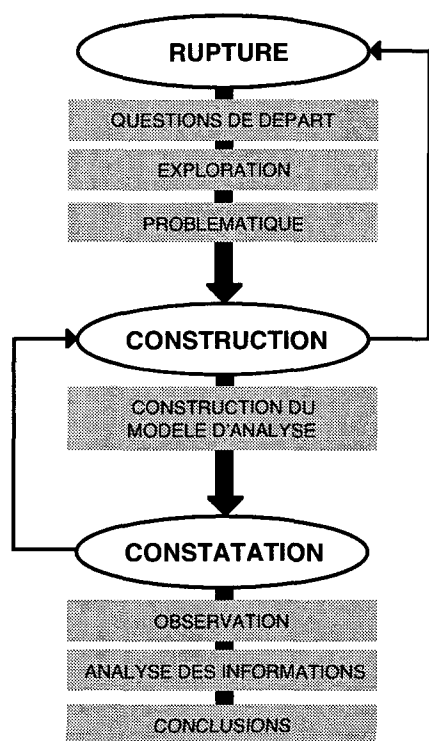 RUPTURE
QUESTIONS DE DEPART
EXPLORATION
PROBLEMATIQUE
CONSTRUCTION
CONSTRUCTION DU
MODELE D'ANALYSE
CONSTATATION
OBSERVATION
ANALYSE DES INFORMATIONS
CONCLUSIONS